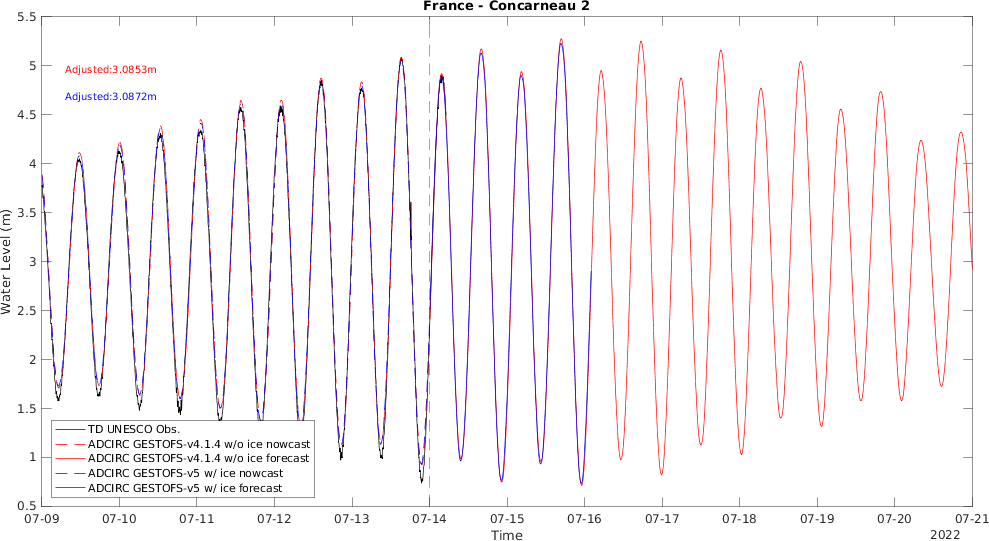 France - Concarneau 2
5.5
5
4.5
4
3.5
3
2.5
2
1.5
1
0.5
Water Level (m)
Adjusted:3.0853m
Adjusted:3.0872m
TD UNESCO Obs.
ADCIRC GESTOFS-v4.1.4 w/o ice nowcast
ADCIRC GESTOFS-v4.1.4 w/o ice forecast
ADCIRC GESTOFS-v5 w/ ice nowcast
ADCIRC GESTOFS-v5 w/ ice forecast
07-09 07-10 07-11 07-12 07-13 07-14 07-15 07-16 07-17 07-18 07-19 07-20 07-21
Time
2022